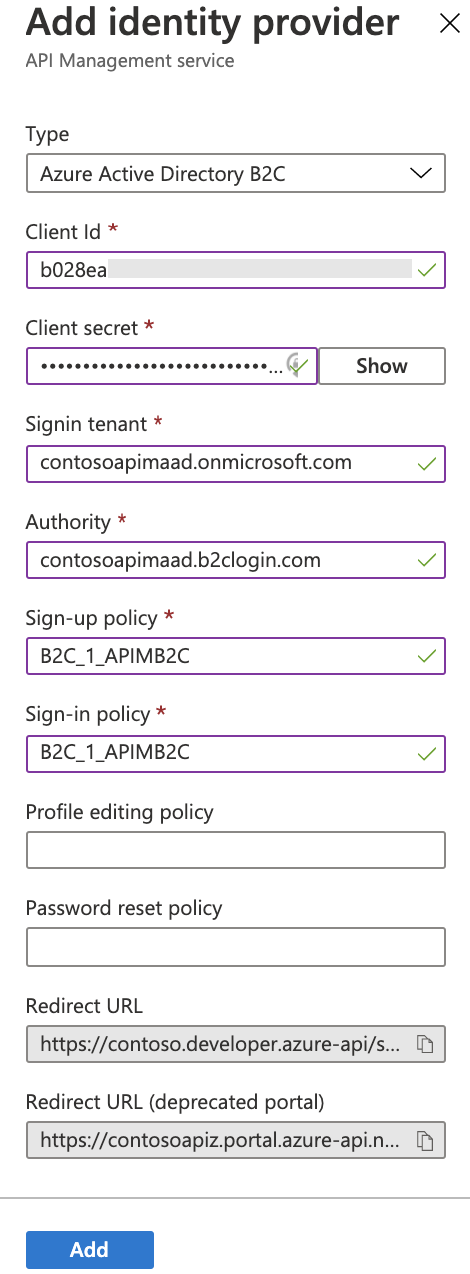 Add identity provider
API Management service
Type
Azure Active Directory B2C
Client Id *
b028ea
Client secret *
••••••••••••••••••••••••••••...
Show
Signin tenant *
contosoapimaad.onmicrosoft.com
Authority *
contosoapimaad.b2clogin.com
Sign-up policy *
B2C_1_APIMB2C
Sign-in policy *
B2C_1_APIMB2C
Profile editing policy
Password reset policy
Redirect URL
https://contoso.developer.azure-api/s...
Redirect URL (deprecated portal)
https://contosoapiz.portal.azure-api.n...
Add